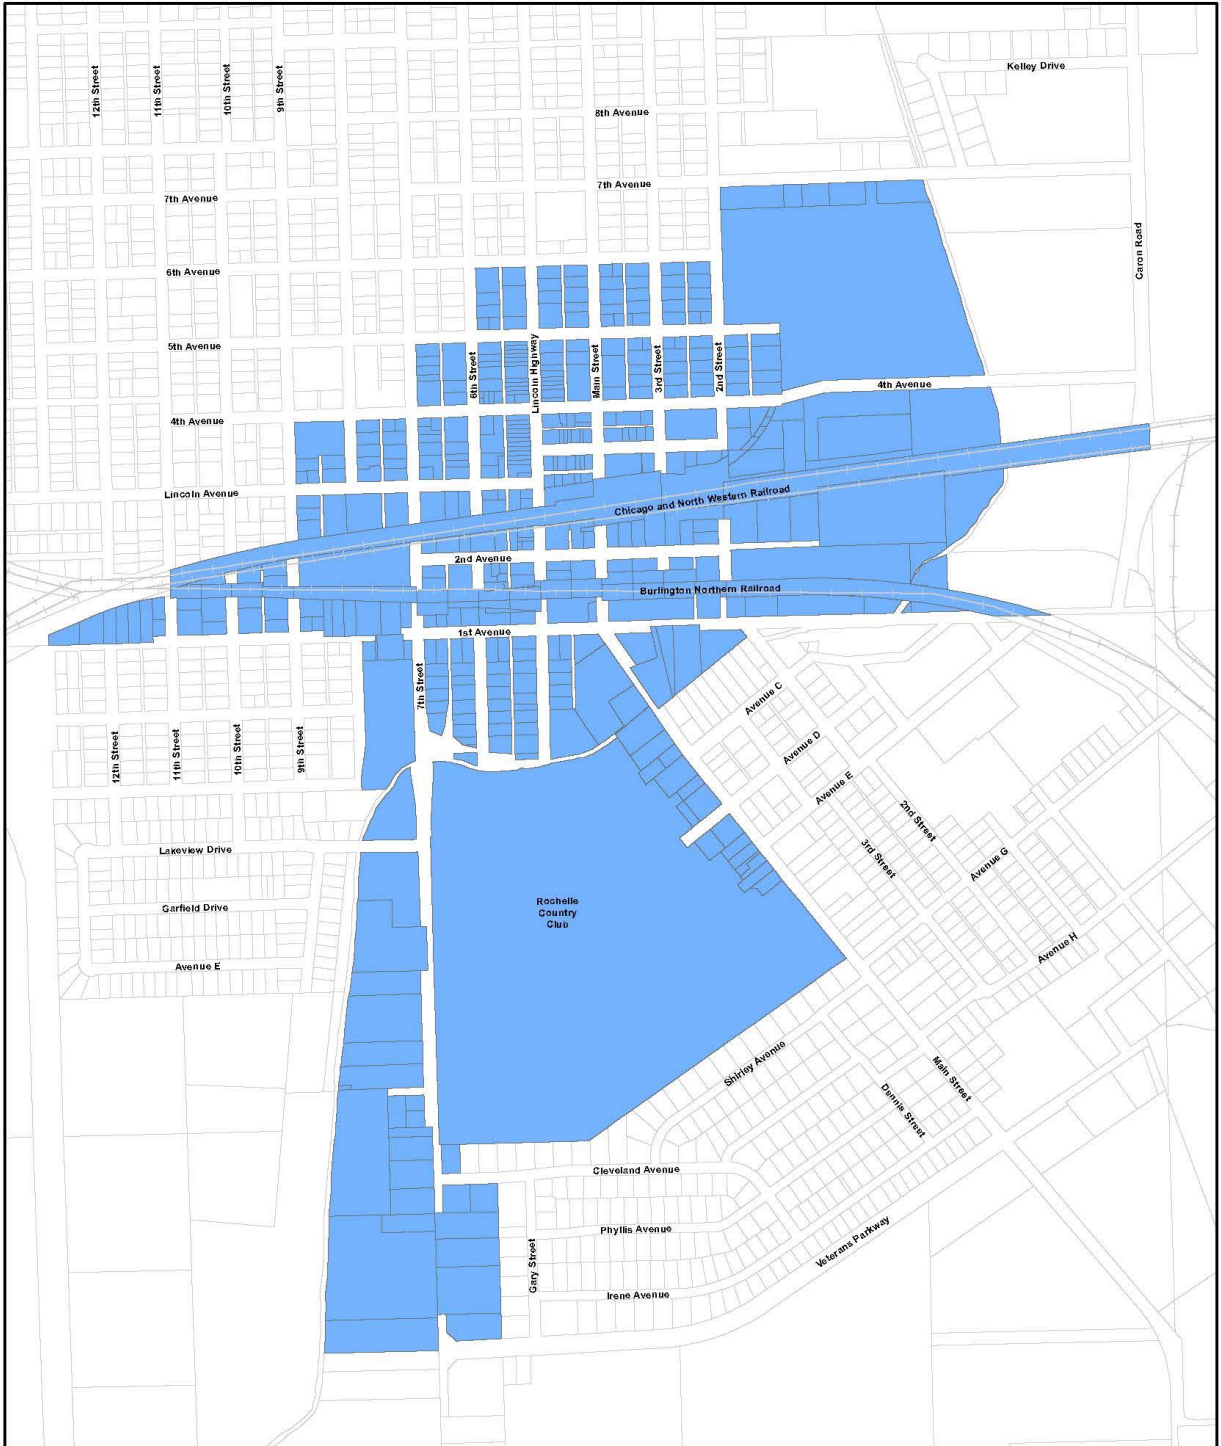 Kelley Drive
12th Street
11th Street
10th Street
9th Street
8th Avenue
7th Avenue
7th Avenue
Caron Road
6th Avenue
5th Avenue
6th Street
Lincoln Highway
Main Street
3rd Street
2nd Street
4th Avenue
4th Avenue
Lincoln Avenue
Chicago and North Western Railroad
2nd Avenue
Burlington Northern Railroad
1st Avenue
7th Street
Avenue C
12th Street
11th Street
10th Street
9th Street
Avenue D
Avenue E
2nd Street
3rd Street
Avenue G
Lakeview Drive
Garfield Drive
Rochelle
Country
Club
Avenue H
Avenue E
Shirley Avenue
Main Street
Dennis Street
Cleveland Avenue
Phyllis Avenue
Veterans Parkway
Gary Street
Irene Avenue